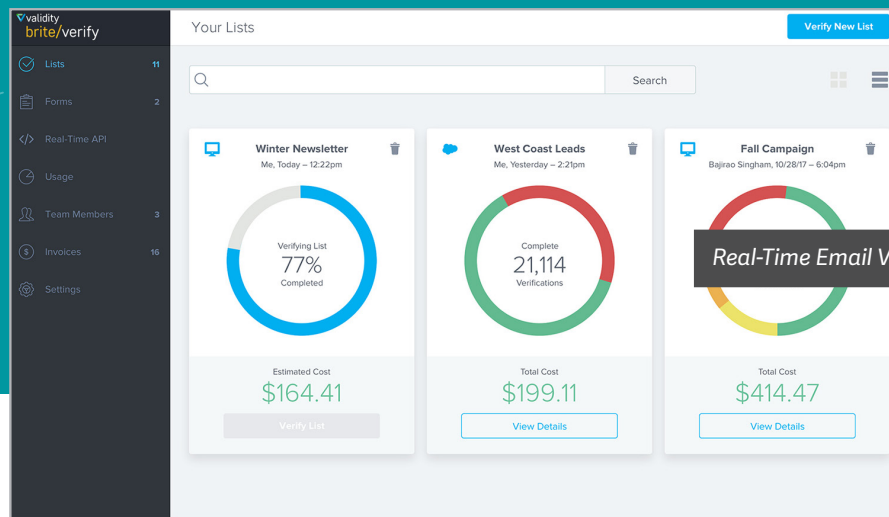 validity
brite/verify
Your Lists
Verify New List
Lists 11
Forms 2
</> Real-Time API
Usage
Team Members 3
$ Invoices 16
Settings
Search
Winter Newsletter
Me, Today – 12:22pm
Verifying List
77%
Completed
Estimated Cost
$164.41
Verify List
West Coast Leads
Me, Yesterday – 2:21pm
Complete
21,114
Verifications
Total Cost
$199.11
View Details
Fall Campaign
Bajirao Singham, 10/28/17 – 6:04pm
Real-Time Email V
Total Cost
$414.47
View Details